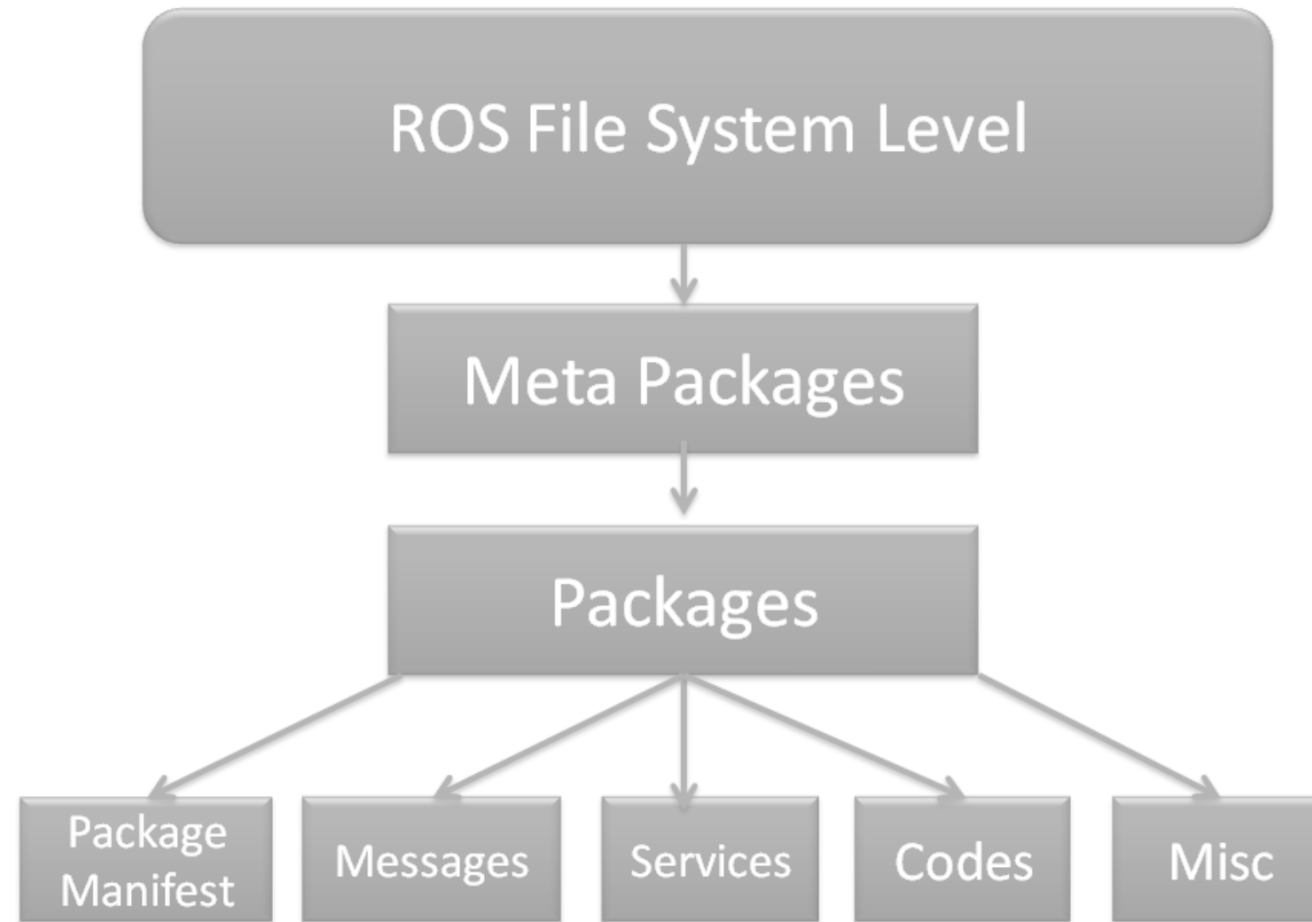 ROS File System Level
Meta Packages
Packages
Package
Manifest
Messages
Services
Codes
Misc